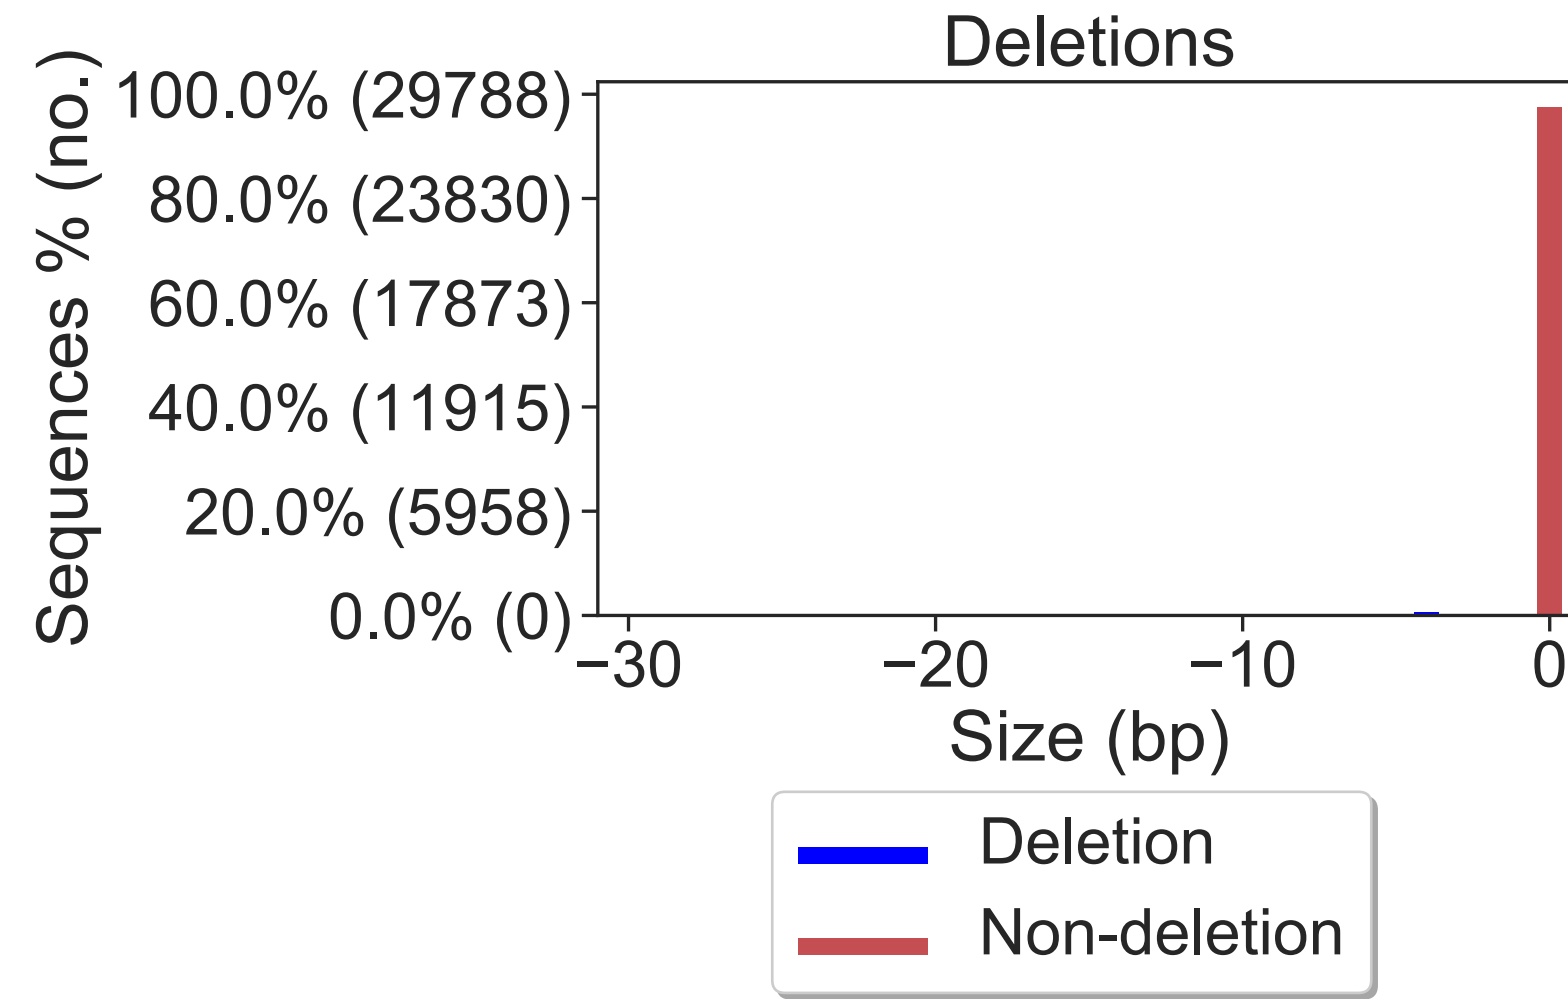 Deletions
Sequences % (no.)
100.0% (29788)
80.0% (23830)
60.0% (17873)
40.0% (11915)
20.0% (5958)
0.0% (0)
−30 −20 −10 0
Size (bp)
Deletion
Non-deletion